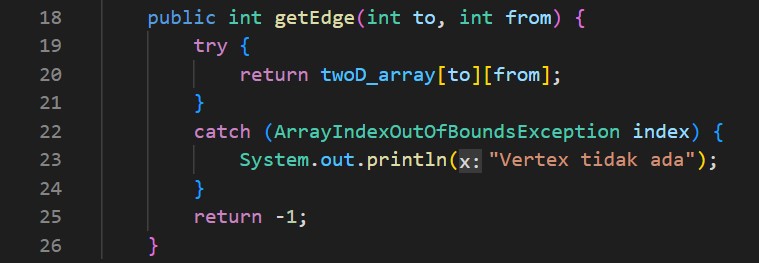 18 public int getEdge(int to, int from) {
19 try {
20 return twoD_array[to][from];
21 }
22 catch (ArrayIndexOutOfBoundsException index) {
23 System.out.println(x: "Vertex tidak ada");
24 }
25 return -1;
26 }